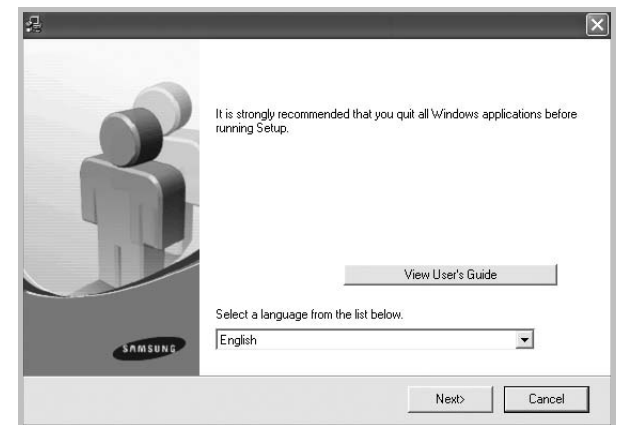 It is strongly recommended that you quit all Windows applications before
running Setup.
View User's Guide
Select a language from the list below.
English
SAMSUNG
Next>
Cancel